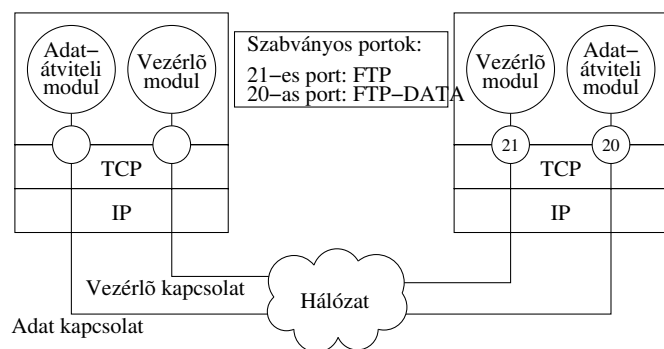 Adat–
átviteli
modul
Vezérlõ
modul
Szabványos portok:
21–es port: FTP
20–as port: FTP–DATA
Vezérlõ
modul
Adat–
átviteli
modul
21
20
TCP
TCP
IP
IP
Vezérlõ kapcsolat
Hálózat
Adat kapcsolat